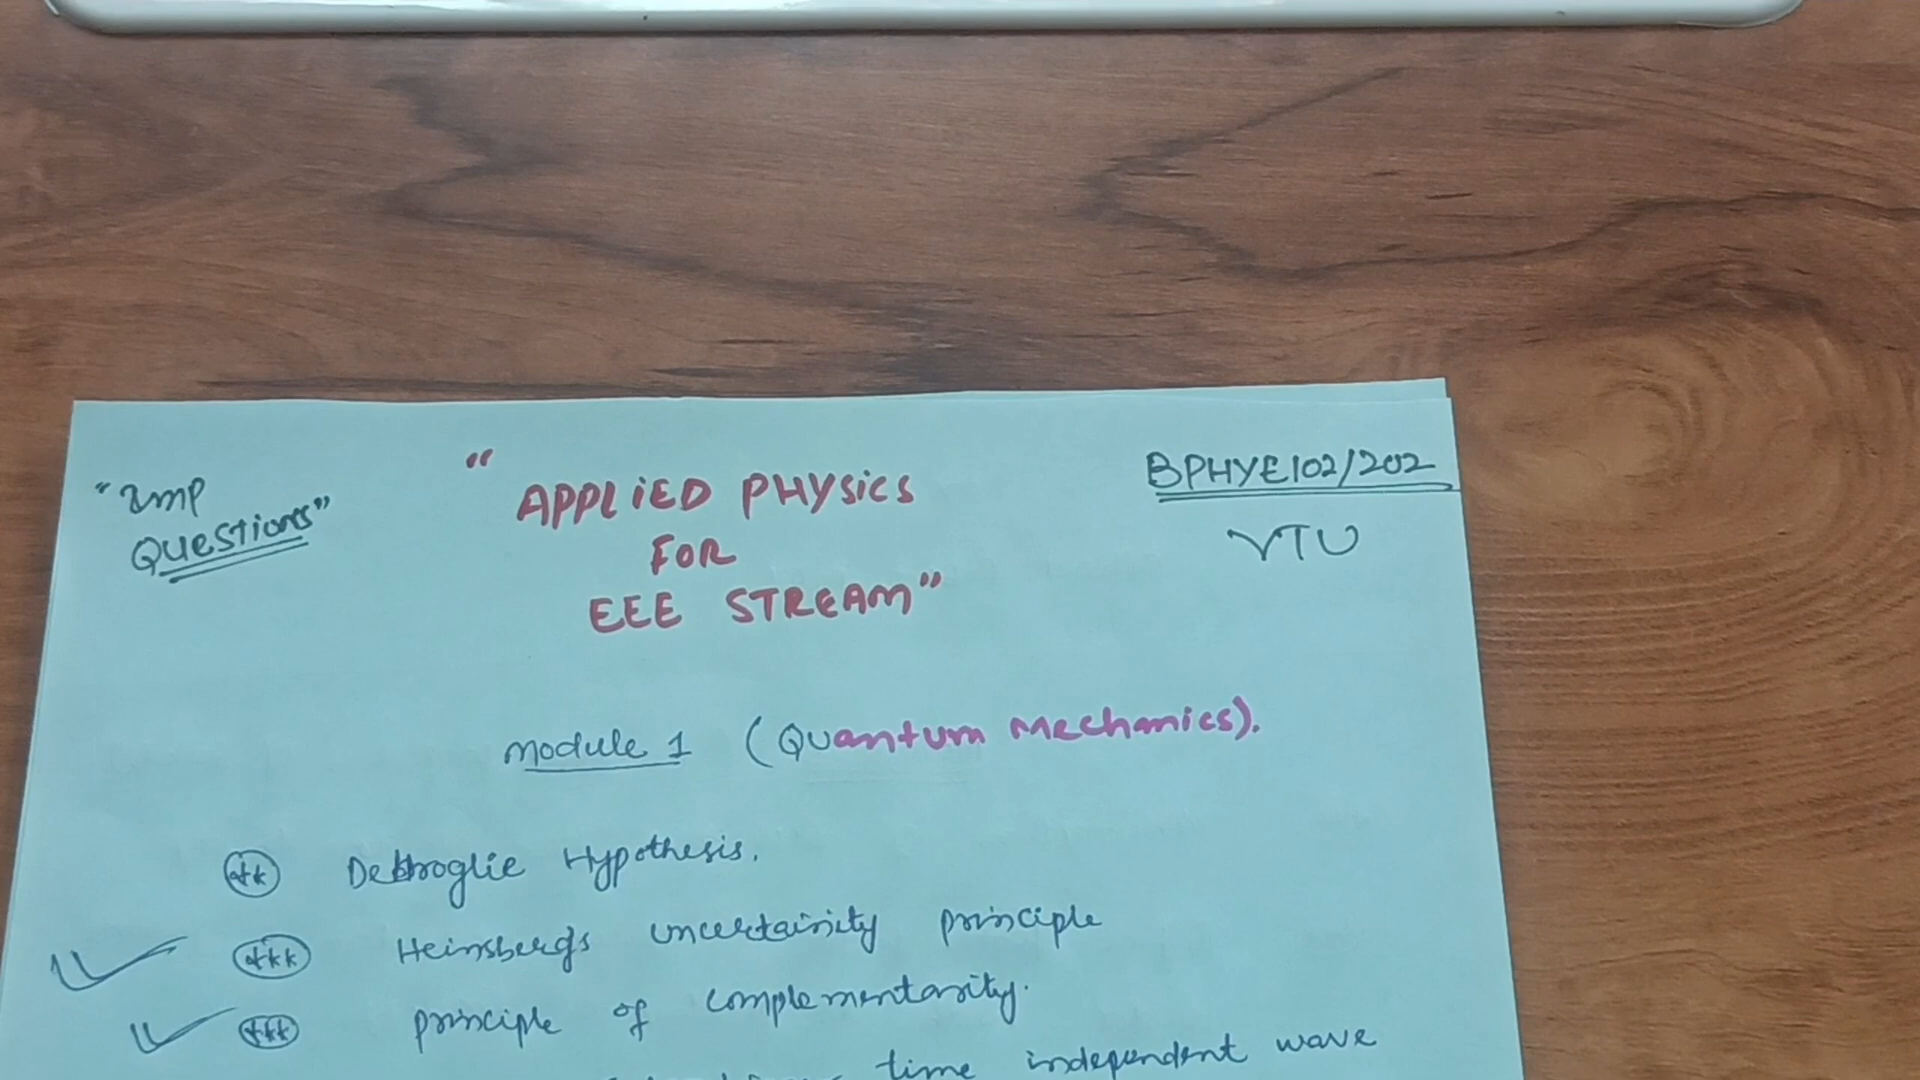 "Imp
QUESTIONS"
"APPLIED PHYSICS
FOR
EEE STREAM"
BPHYE102/202
VTU
Module 1 (Quantum Mechanics).
** Debroglie Hypothesis.
*** Heinsbergs uncertainity principle
*** principle of complementarity.
time independent wave